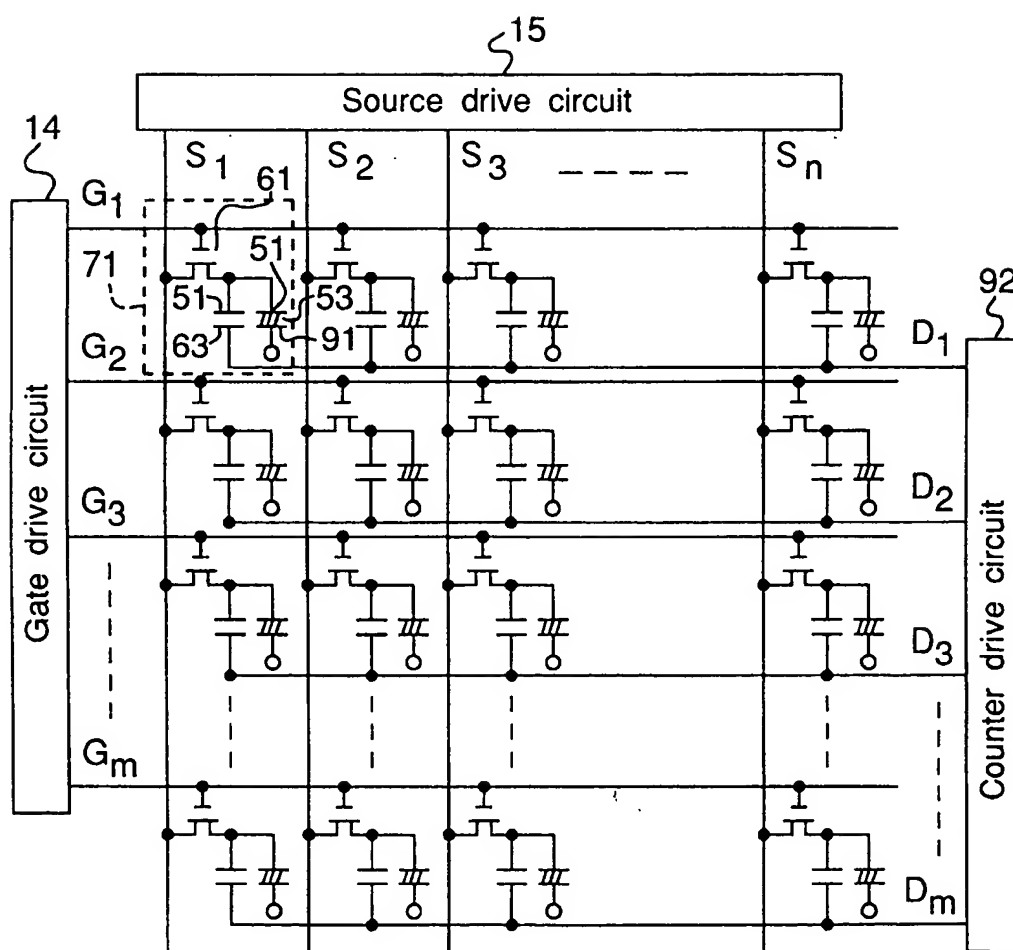 15
Source drive circuit
14
S1 S2 S3 Sn
G1 61
71 51
51 53 92
G2 63 91 D1
Gate drive circuit
G3 D2
Counter drive circuit
D3
Gm
Dm